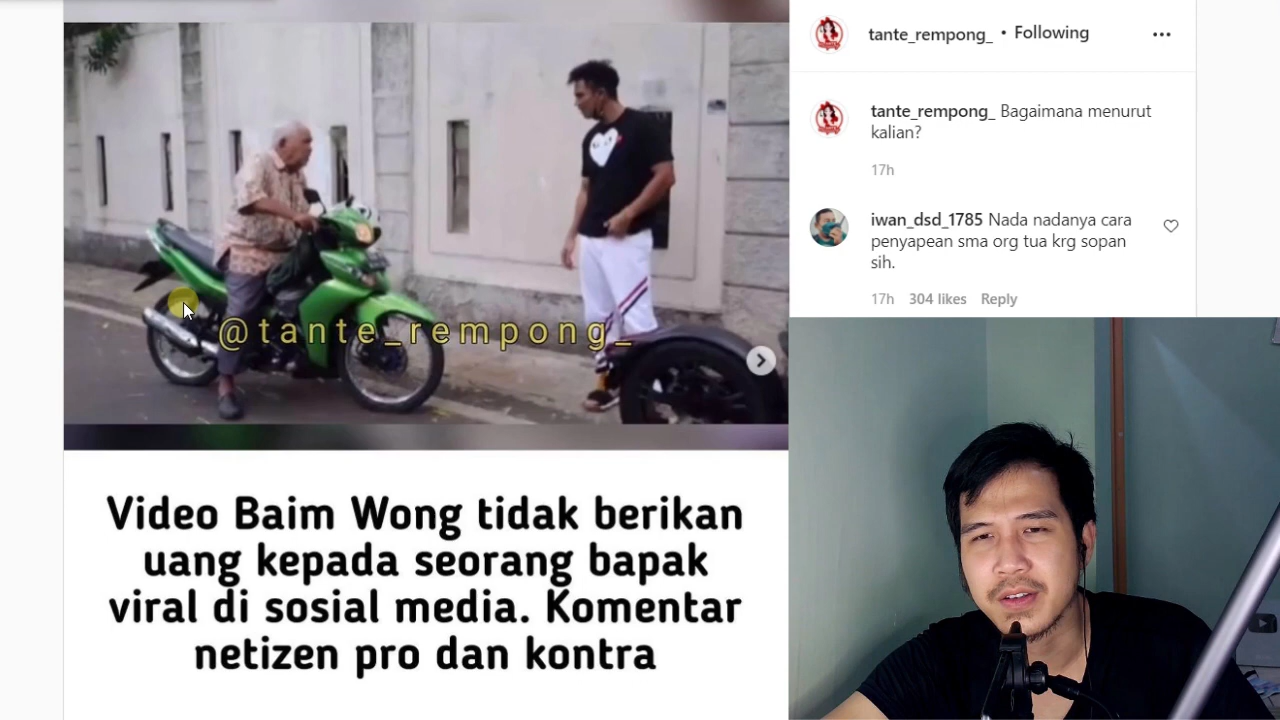 @tante_rempong_
Video Baim Wong tidak berikan
uang kepada seorang bapak
viral di sosial media. Komentar
netizen pro dan kontra
tante_rempong_ • Following
tante_rempong_ Bagaimana menurut
kalian?
17h
iwan_dsd_1785 Nada nadanya cara
penyapean sma org tua krg sopan
sih.
17h 304 likes Reply